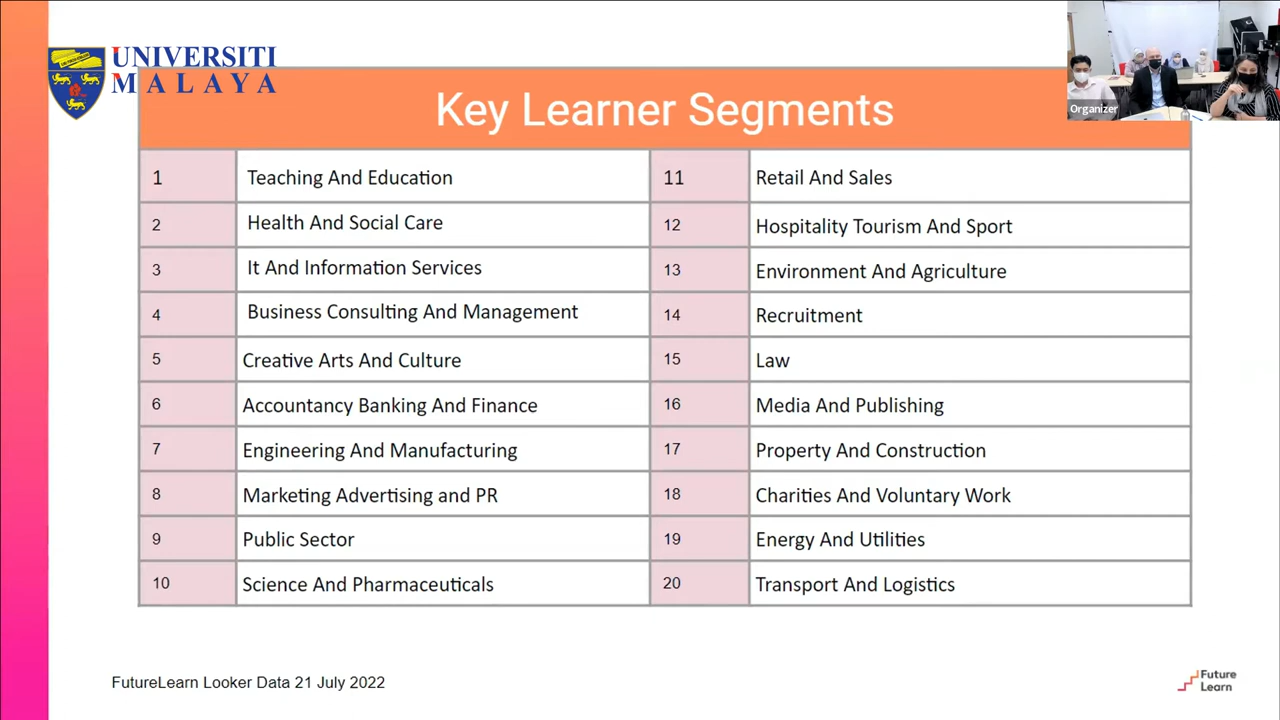 UNIVERSITI
MALAYA
Organizer
Key Learner Segments
1 Teaching And Education 11 Retail And Sales
2 Health And Social Care 12 Hospitality Tourism And Sport
3 It And Information Services 13 Environment And Agriculture
4 Business Consulting And Management 14 Recruitment
5 Creative Arts And Culture 15 Law
6 Accountancy Banking And Finance 16 Media And Publishing
7 Engineering And Manufacturing 17 Property And Construction
8 Marketing Advertising and PR 18 Charities And Voluntary Work
9 Public Sector 19 Energy And Utilities
10 Science And Pharmaceuticals 20 Transport And Logistics
FutureLearn Looker Data 21 July 2022
Future
Learn